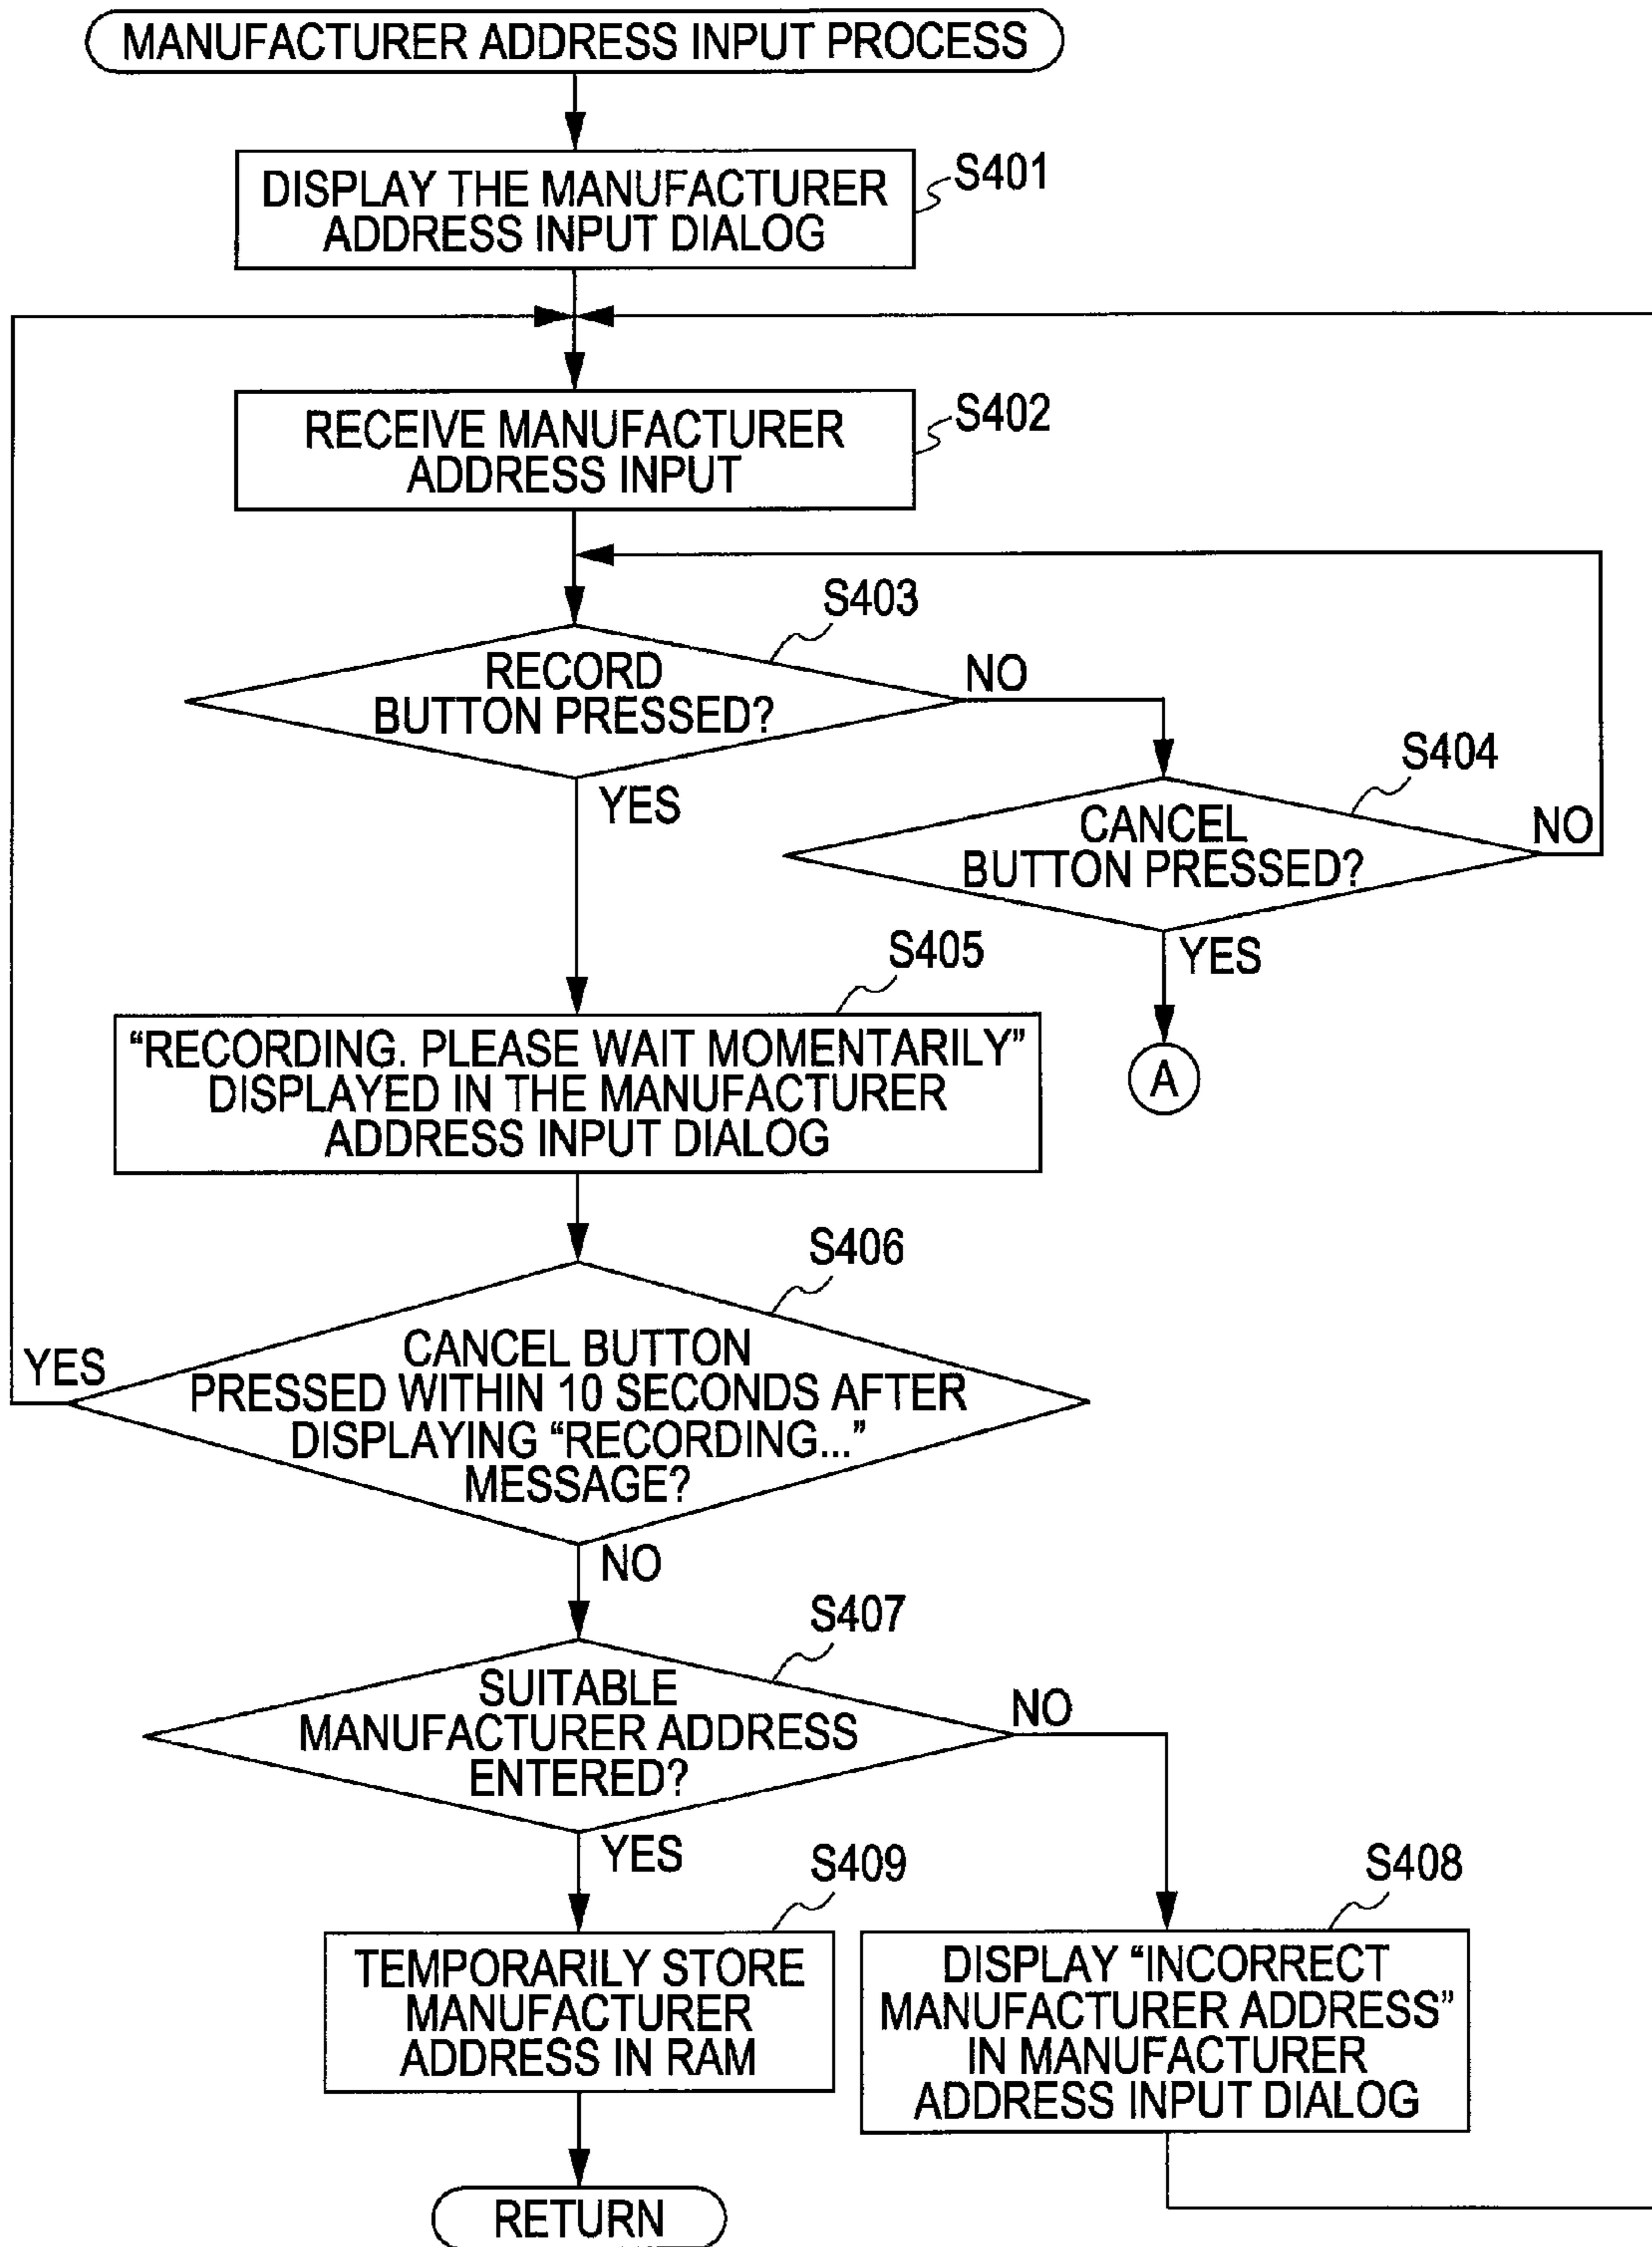 MANUFACTURER ADDRESS INPUT PROCESS
S401
DISPLAY THE MANUFACTURER
ADDRESS INPUT DIALOG
S402
RECEIVE MANUFACTURER
ADDRESS INPUT
S403
RECORD
BUTTON PRESSED?
NO
YES
S404
CANCEL
BUTTON PRESSED?
NO
YES
A
S405
“RECORDING. PLEASE WAIT MOMENTARILY”
DISPLAYED IN THE MANUFACTURER
ADDRESS INPUT DIALOG
S406
CANCEL BUTTON
PRESSED WITHIN 10 SECONDS AFTER
DISPLAYING “RECORDING...”
MESSAGE?
YES
NO
S407
SUITABLE
MANUFACTURER ADDRESS
ENTERED?
NO
YES
S409
TEMPORARILY STORE
MANUFACTURER
ADDRESS IN RAM
S408
DISPLAY “INCORRECT
MANUFACTURER ADDRESS”
IN MANUFACTURER
ADDRESS INPUT DIALOG
RETURN